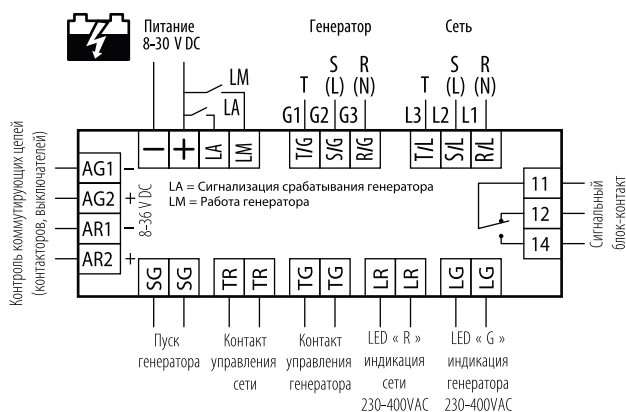 Питание
8–30 V DC
Генератор
Сеть
LM
LA
T
S
(L)
R
(N)
T
S
(L)
R
(N)
G1
G2
G3
L3
L2
L1
–
+
LA
LM
T/G
S/G
R/G
T/L
S/L
R/L
Контроль коммутирующих цепей
(контакторов, выключателей)
AG1 –
AG2 +
AR1 –
AR2 +
8–36 V DC
LA = Сигнализация срабатывания генератора
LM = Работа генератора
11
12
14
Сигнальный
блок-контакт
SG
SG
TR
TR
TG
TG
LR
LR
LG
LG
Пуск
генератора
Контакт
управления
сети
Контакт
управления
генератора
LED « R »
индикация
сети
230–400VAC
LED « G »
индикация
генератора
230–400VAC